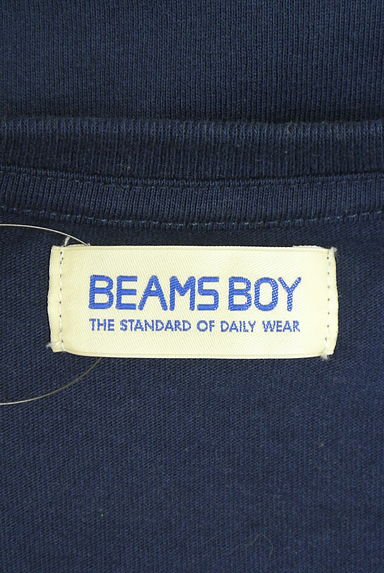 BEAMS BOY
THE STANDARD OF DAILY WEAR